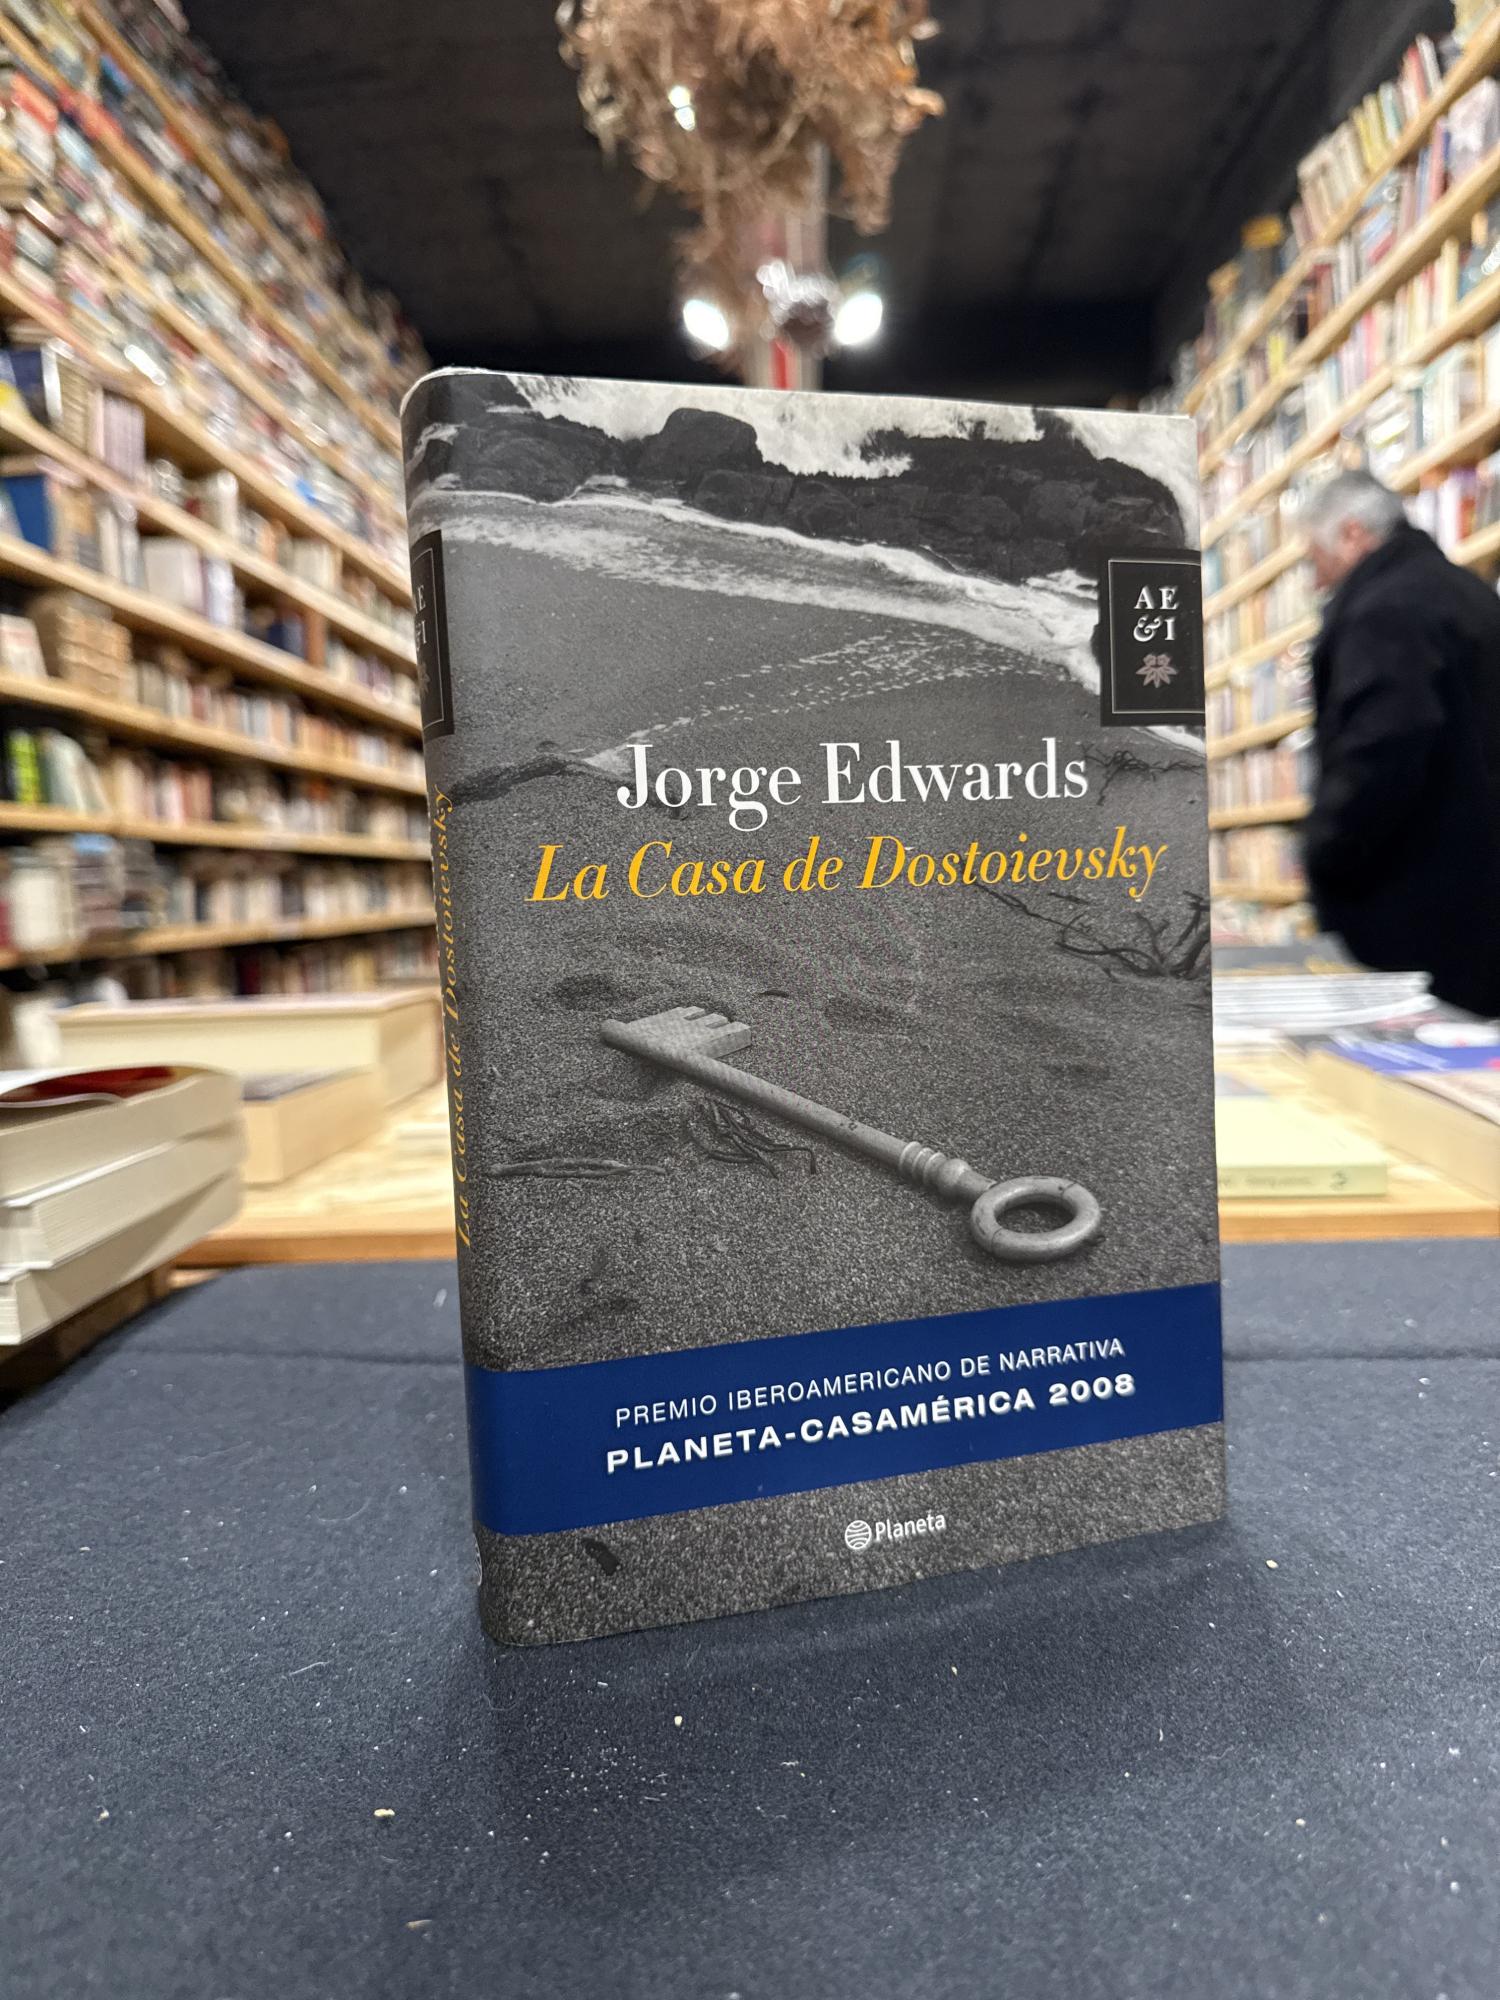 AE
&I
Jorge Edwards
La Casa de Dostoievsky
PREMIO IBEROAMERICANO DE NARRATIVA
PLANETA-CASAMÉRICA 2008
Planeta
La Casa de Dostoievsky